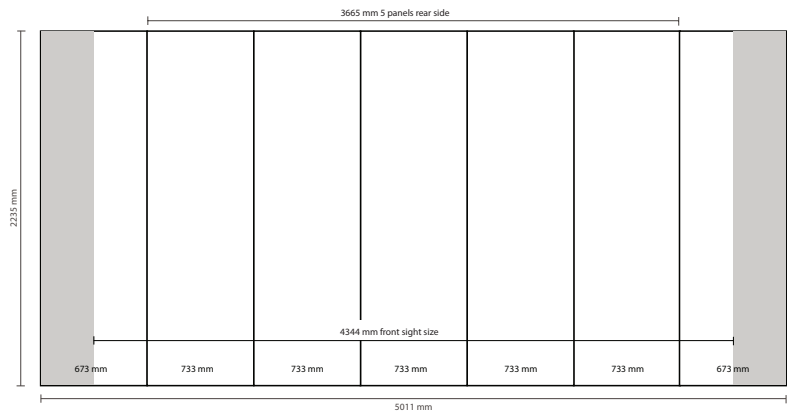 3665 mm 5 panels rear side
2235 mm
4344 mm front sight size
673 mm 733 mm 733 mm 733 mm 733 mm 733 mm 673 mm
5011 mm